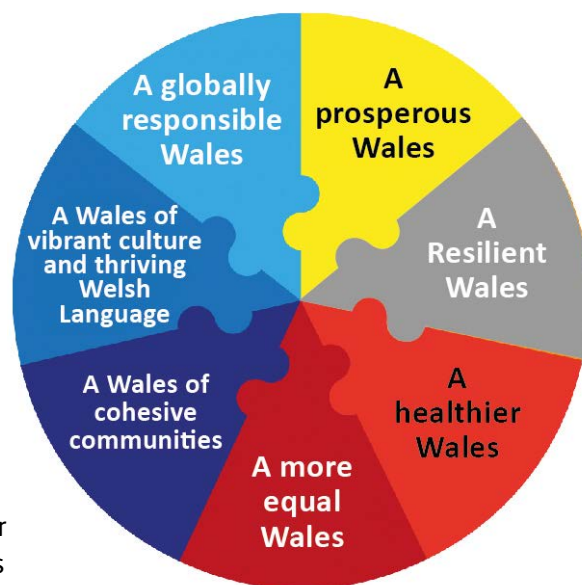 A
prosperous
Wales
A
Resilient
Wales
A
healthier
Wales
A more
equal
Wales
A Wales of
cohesive
communities
A Wales of
vibrant culture
and thriving
Welsh
Language
A globally
responsible
Wales
r
s